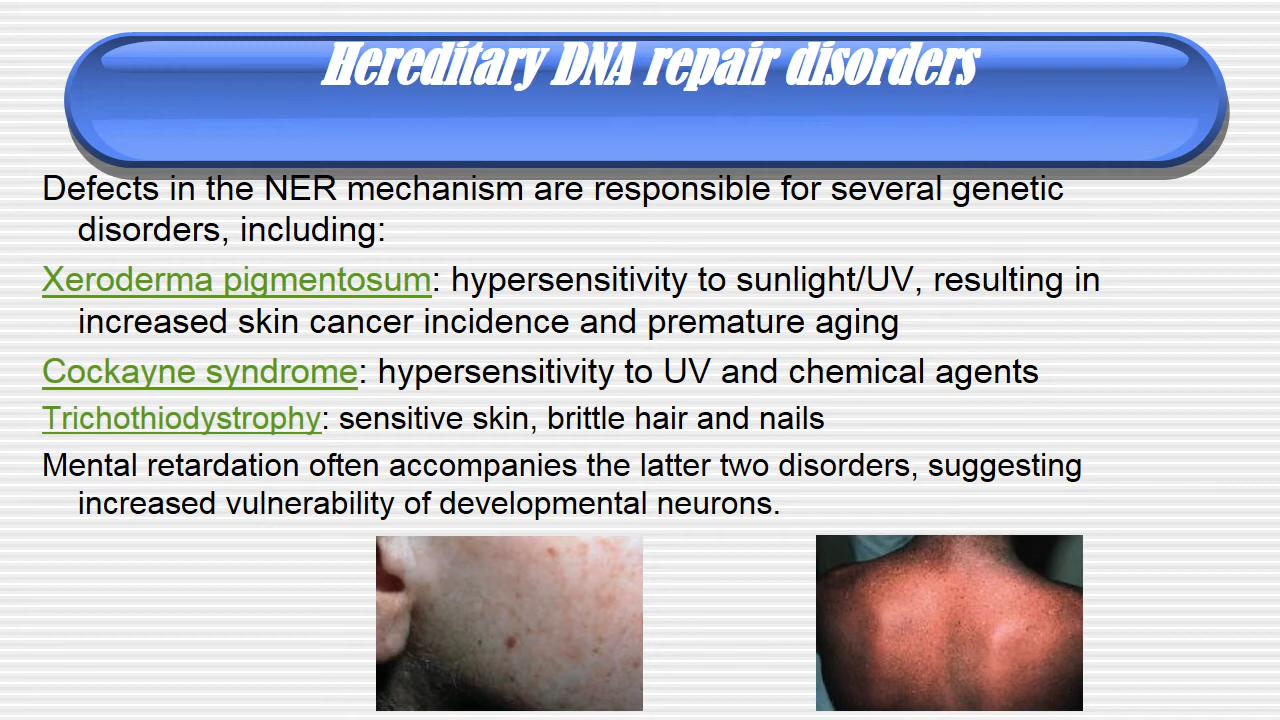 Hereditary DNA repair disorders
Defects in the NER mechanism are responsible for several genetic
disorders, including:
Xeroderma pigmentosum: hypersensitivity to sunlight/UV, resulting in
increased skin cancer incidence and premature aging
Cockayne syndrome: hypersensitivity to UV and chemical agents
Trichothiodystrophy: sensitive skin, brittle hair and nails
Mental retardation often accompanies the latter two disorders, suggesting
increased vulnerability of developmental neurons.